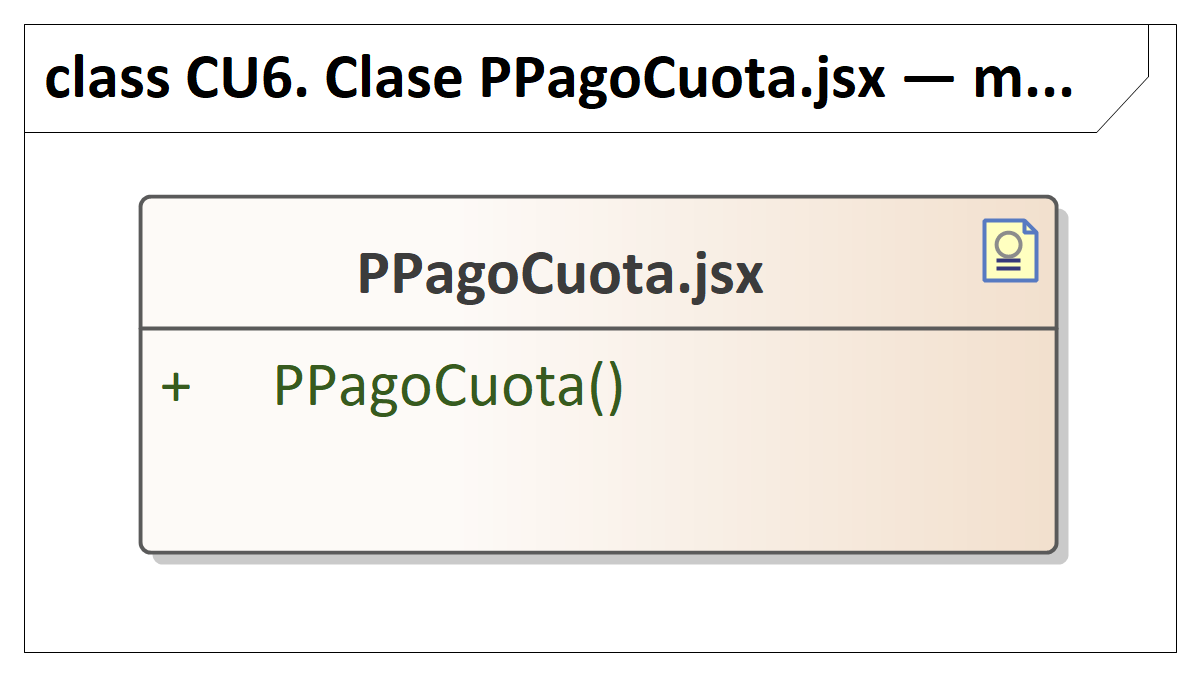 class CU6. Clase PPagoCuota.jsx — m...
PPagoCuota.jsx
+ PPagoCuota()